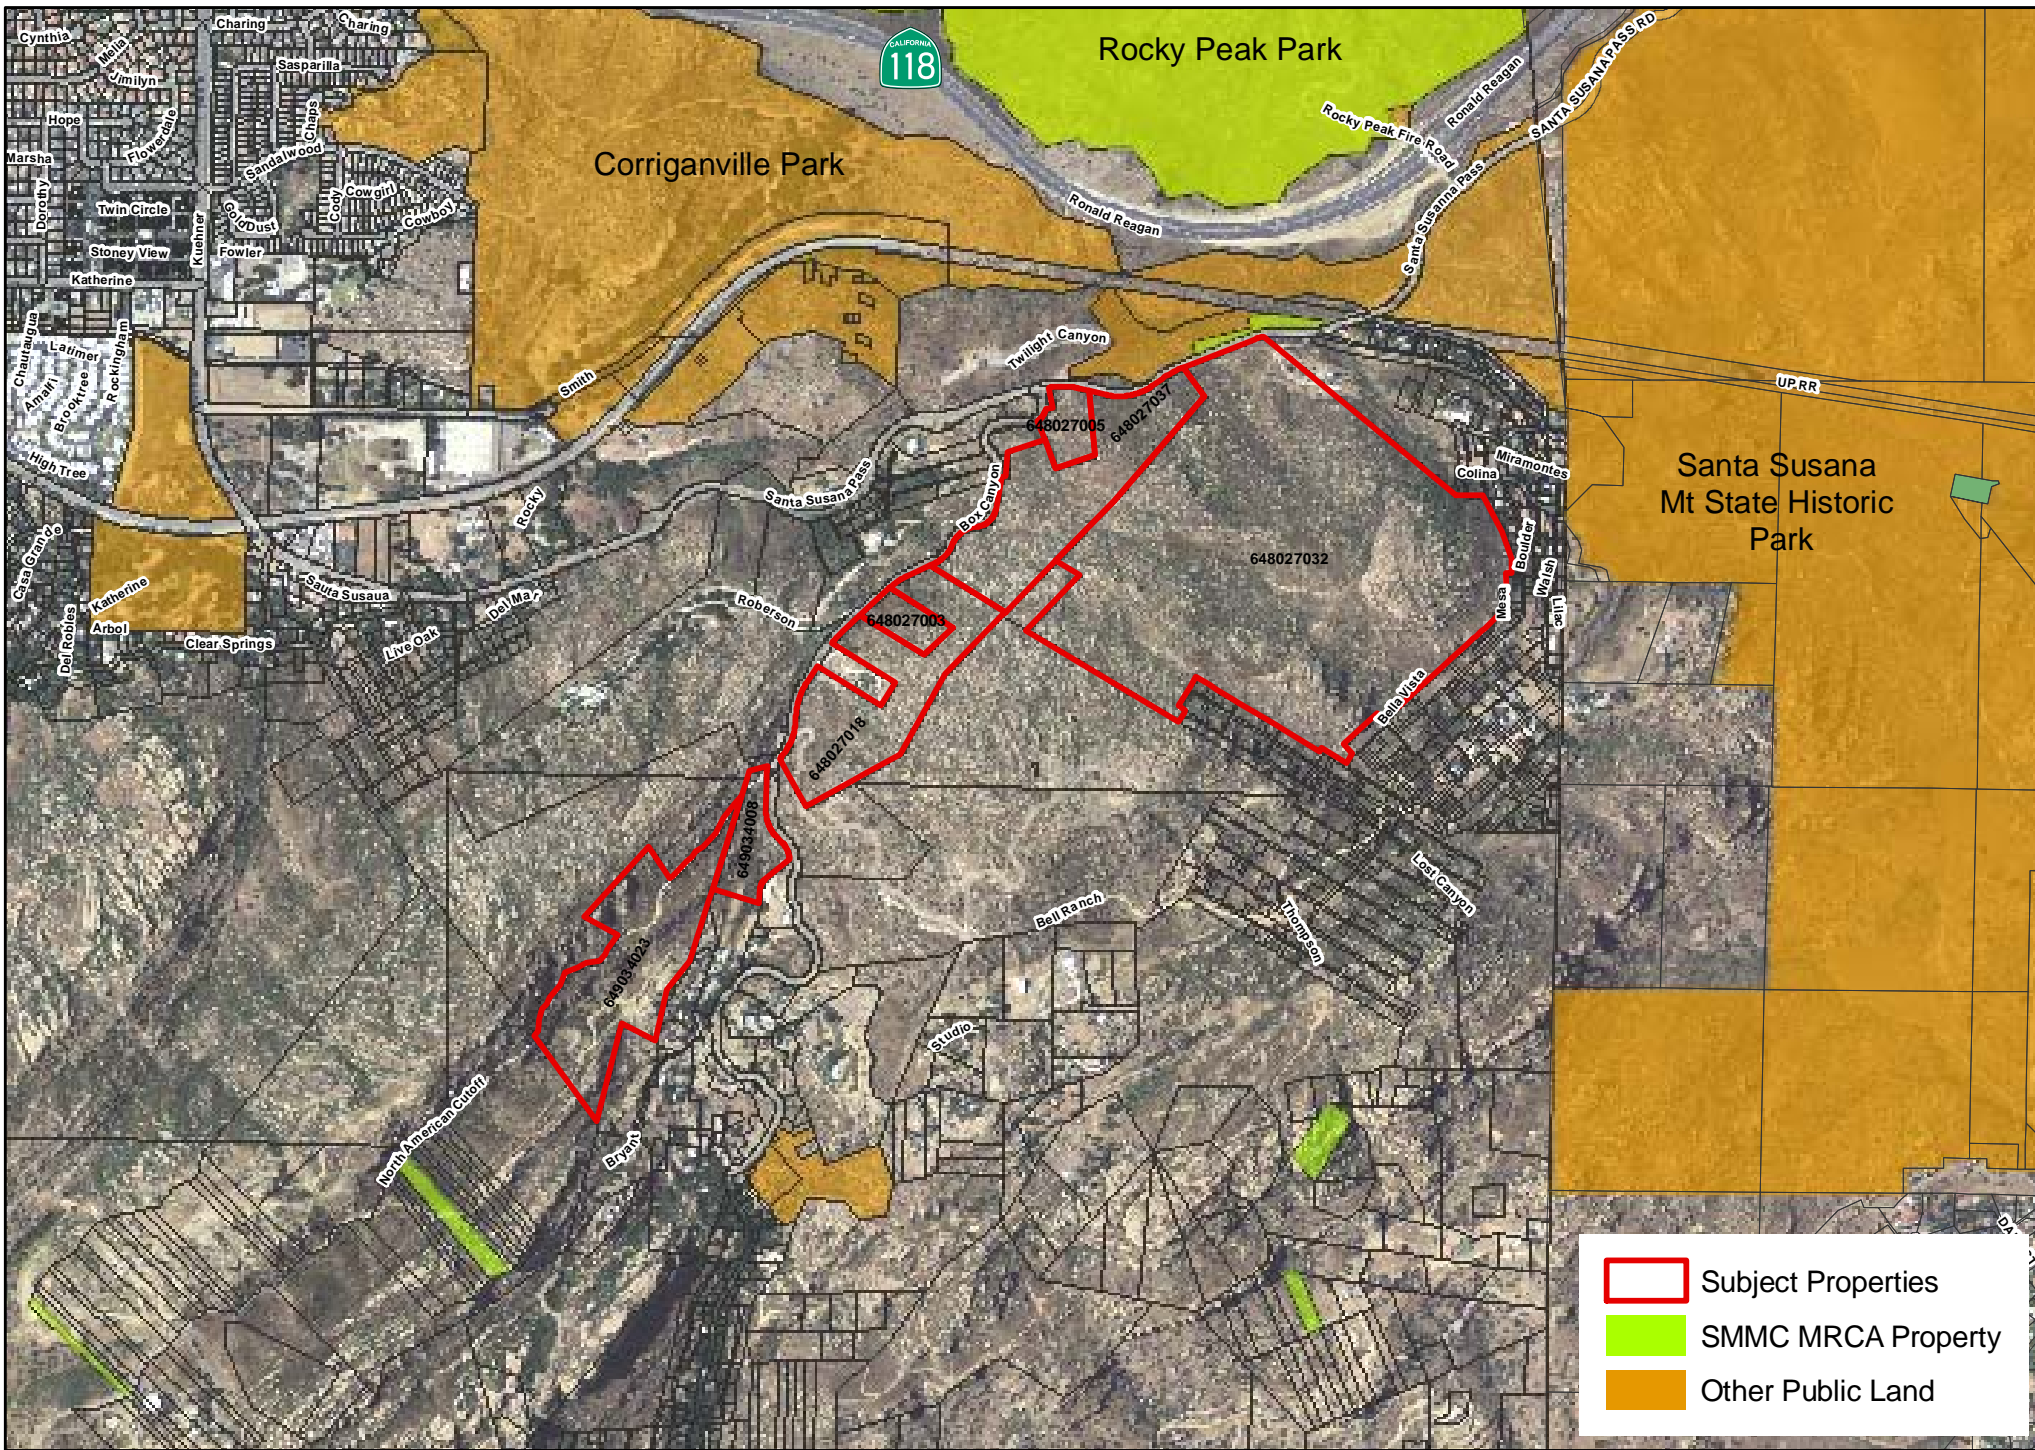 Cynthia
Melia
Jimilyn
Charing
Charing
Sasparilla
Hope
Flowerdale
Chaps
Marsha
Sandalwood
Dorothy
Twin Circle
Cody
Cowgirl
Gold Dust
Cowboy
Stoney View
Kuehner
Fowler
Katherine
CALIFORNIA
118
Rocky Peak Park
Corriganville Park
Ronald Reagan
SANTA SUSANA PASS RD
Rocky Peak Fire Road
Ronald Reagan
Santa Susanna Pass
Chautaugua
Latimer
Amalfi
Brooktree
Rockingham
Smith
Twilight Canyon
High Tree
UP RR
648027005
648027037
Santa Susana Pass
Box Canyon
Rocky
Miramontes
Colina
Santa Susana
Mt State Historic
Park
648027032
Boulder
Walsh
Mesa
Lilac
Casa Grande
Katherine
Del Robles
Arbol
Clear Springs
Santa Susana
Del Mar
Live Oak
Roberson
648027003
Bella Vista
648027018
649034008
649034023
Bell Ranch
Lost Canyon
Thompson
Studio
North American Cutoff
Bryant
Subject Properties
SMMC MRCA Property
Other Public Land